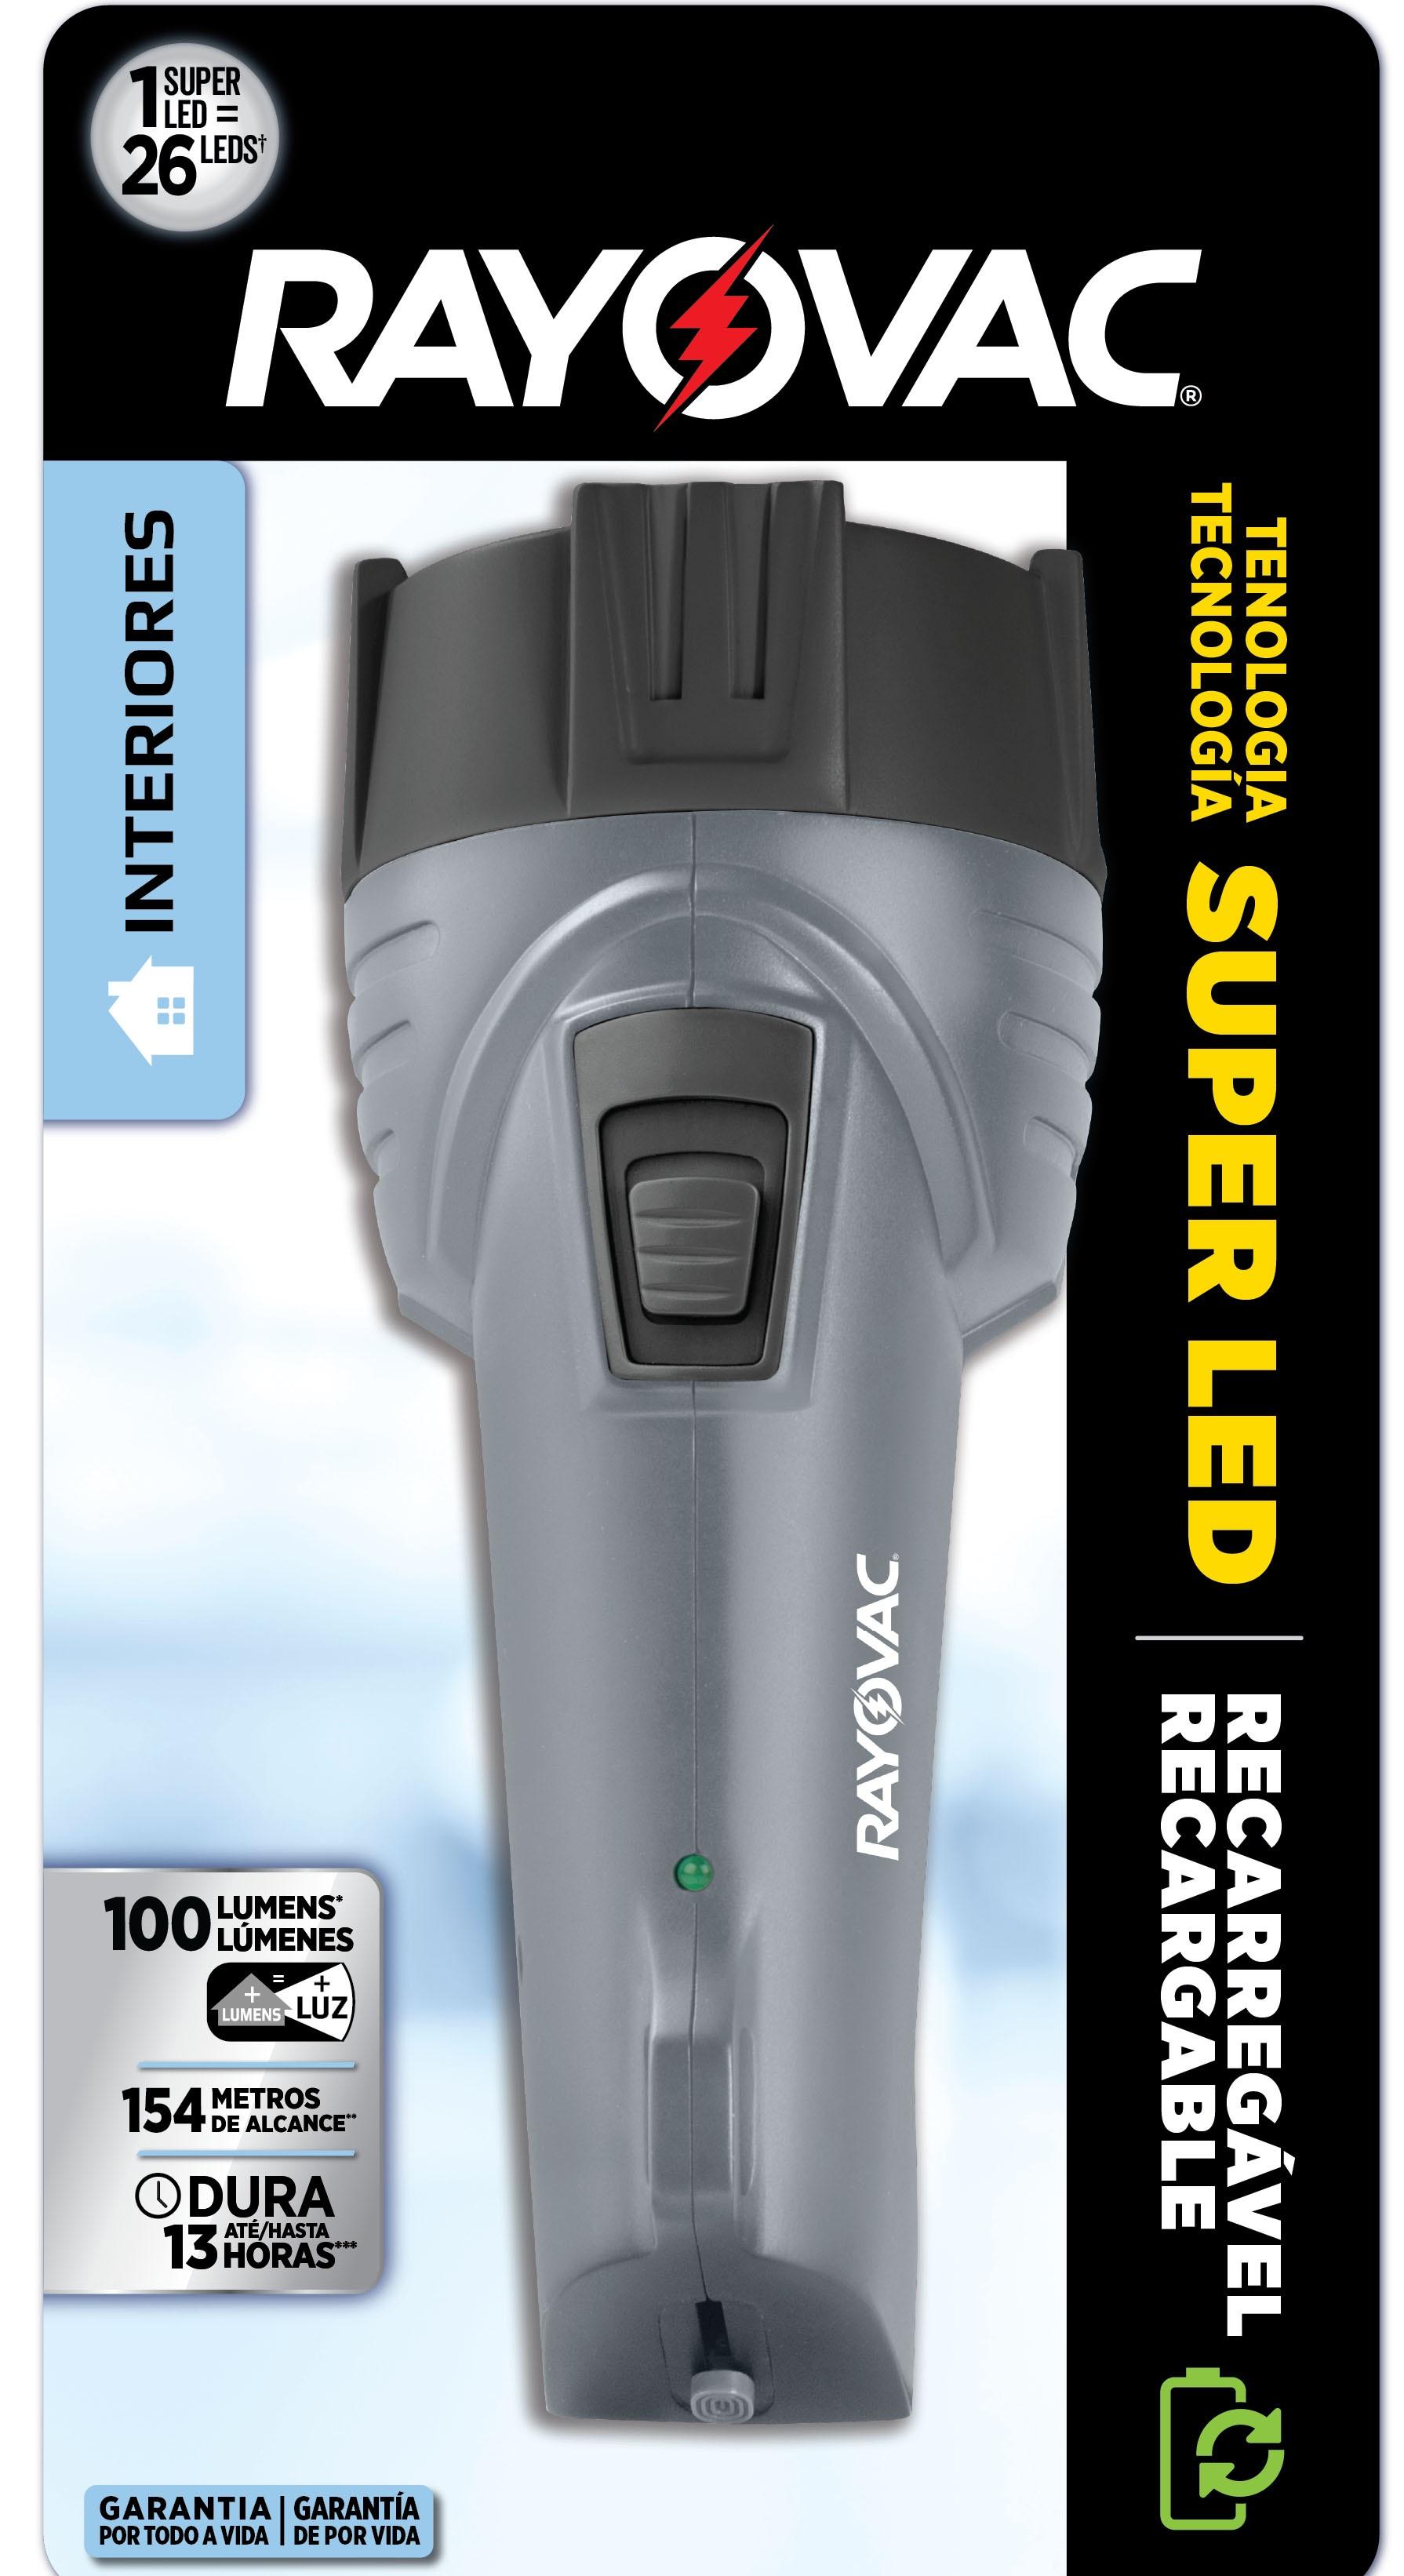 1 SUPER
LED =
26 LEDS†
RAYOVAC®
INTERIORES
TENOLOGÍA
TECNOLOGÍA
SUPER LED
RECARREGÁVEL
RECARGABLE
RAYOVAC®
100 LUMENS*
LÚMENES
+ LUMENS = + LUZ
154 METROS
DE ALCANCE**
DURA
ATÉ/HASTA
13 HORAS***
GARANTIA
POR TODO A VIDA
GARANTÍA
DE POR VIDA